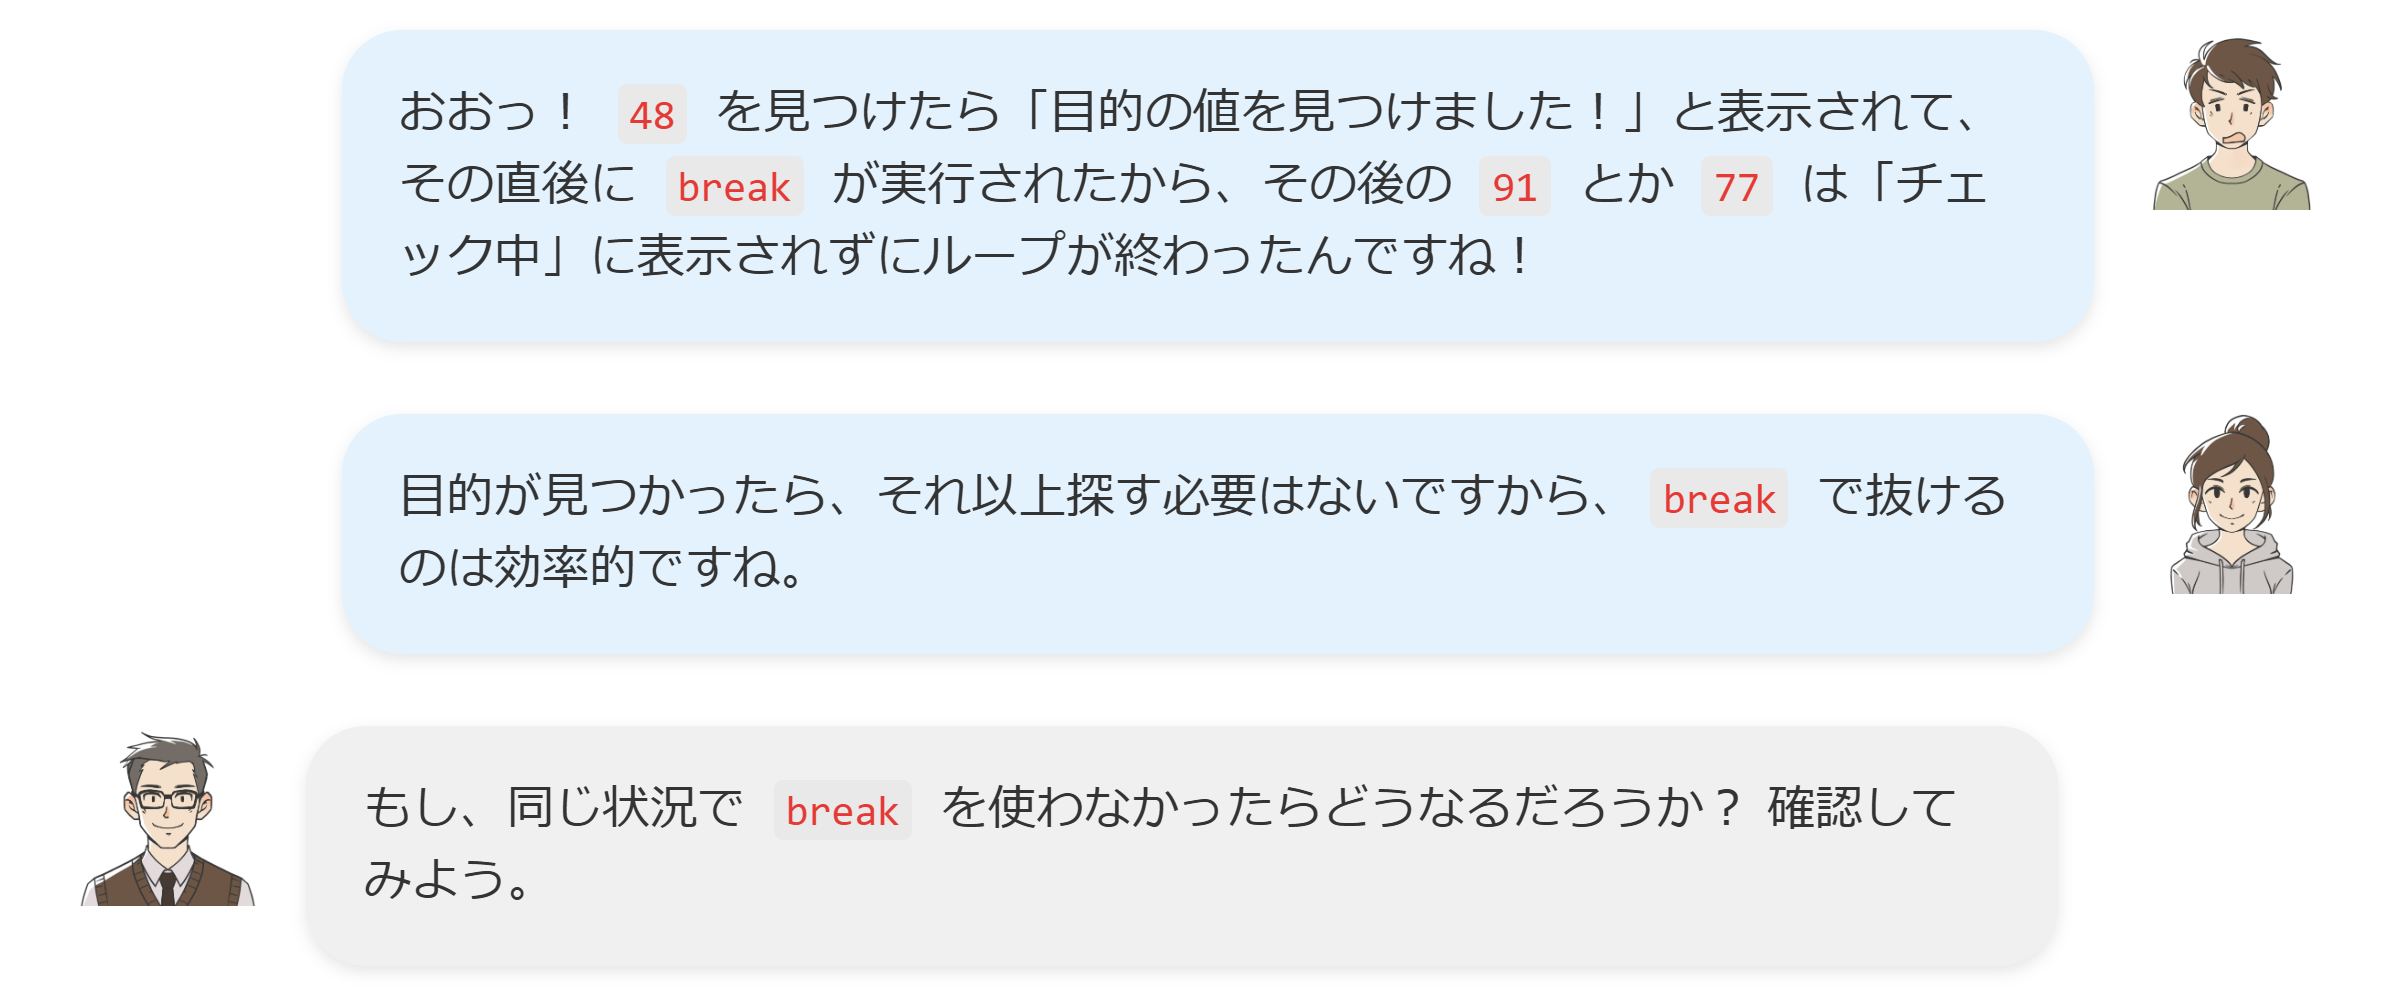 おおっ！ 48 を見つけたら「目的の値を見つけました！」と表示されて、
その直後に break が実行されたから、その後の 91 とか 77 は「チェ
ック中」に表示されずにループが終わったんですね！
目的が見つかったら、それ以上探す必要はないですから、 break で抜ける
のは効率的ですね。
もし、同じ状況で break を使わなかったらどうなるだろうか？ 確認して
みよう。